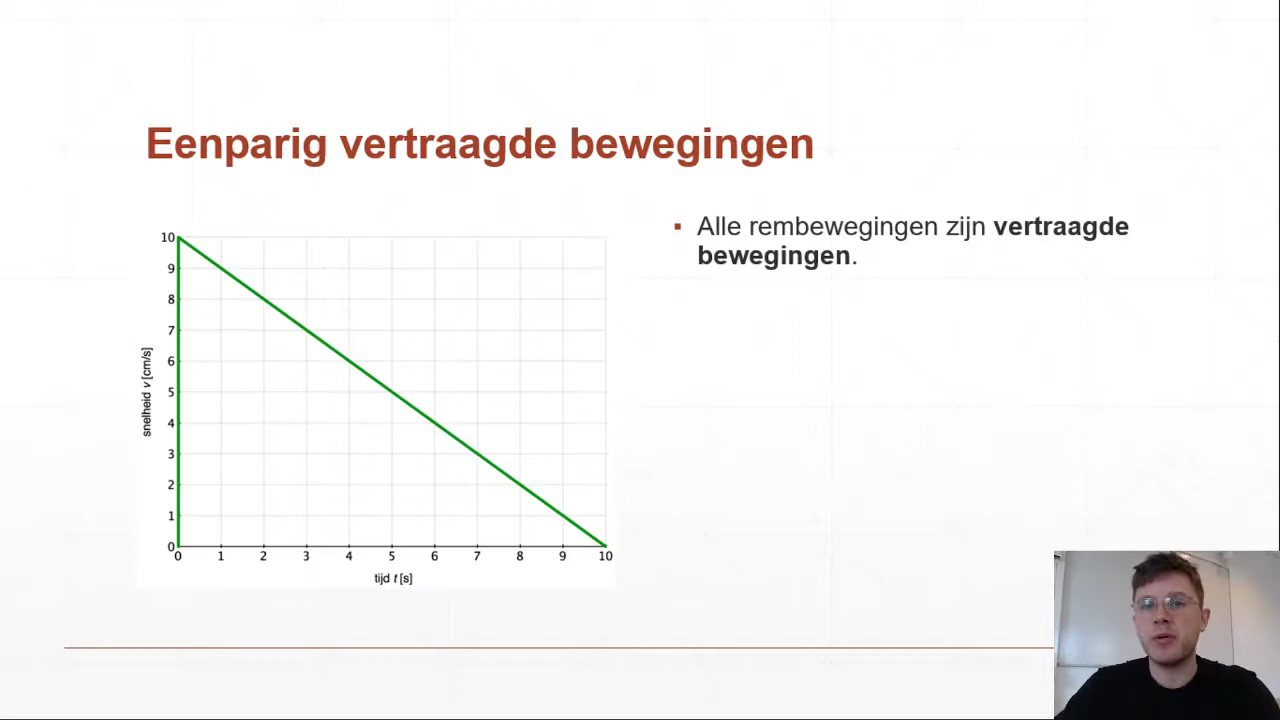 Eenparig vertraagde bewegingen
▪ Alle rembewegingen zijn vertraagde
bewegingen.
10
9
8
7
6
5
4
3
2
1
0
snelheid v [cm/s]
0 1 2 3 4 5 6 7 8 9 10
tijd t [s]